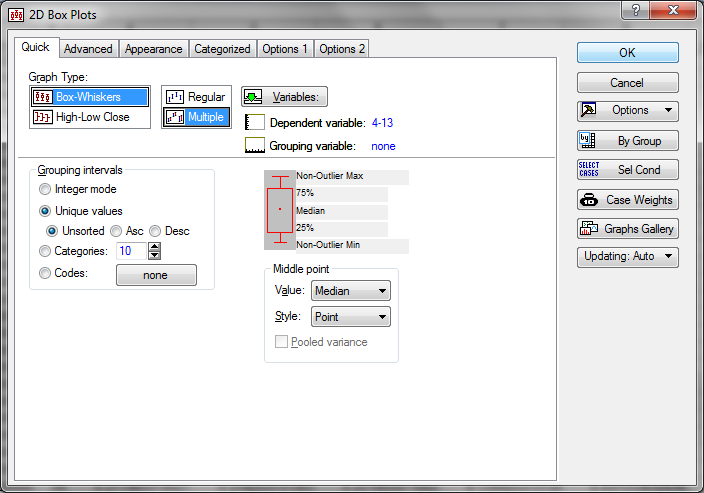 2D Box Plots
?
X
Quick Advanced Appearance Categorized Options 1 Options 2
Graph Type:
Box-Whiskers
High-Low Close
Regular
Multiple
Variables:
Dependent variable: 4-13
Grouping variable: none
Grouping intervals
Integer mode
Unique values
Unsorted Asc Desc
Categories: 10
Codes: none
Non-Outlier Max
75%
Median
25%
Non-Outlier Min
Middle point
Value: Median
Style: Point
Pooled variance
OK
Cancel
Options
by
By Group
SELECT
CASES
Sel Cond
Case Weights
Graphs Gallery
Updating: Auto